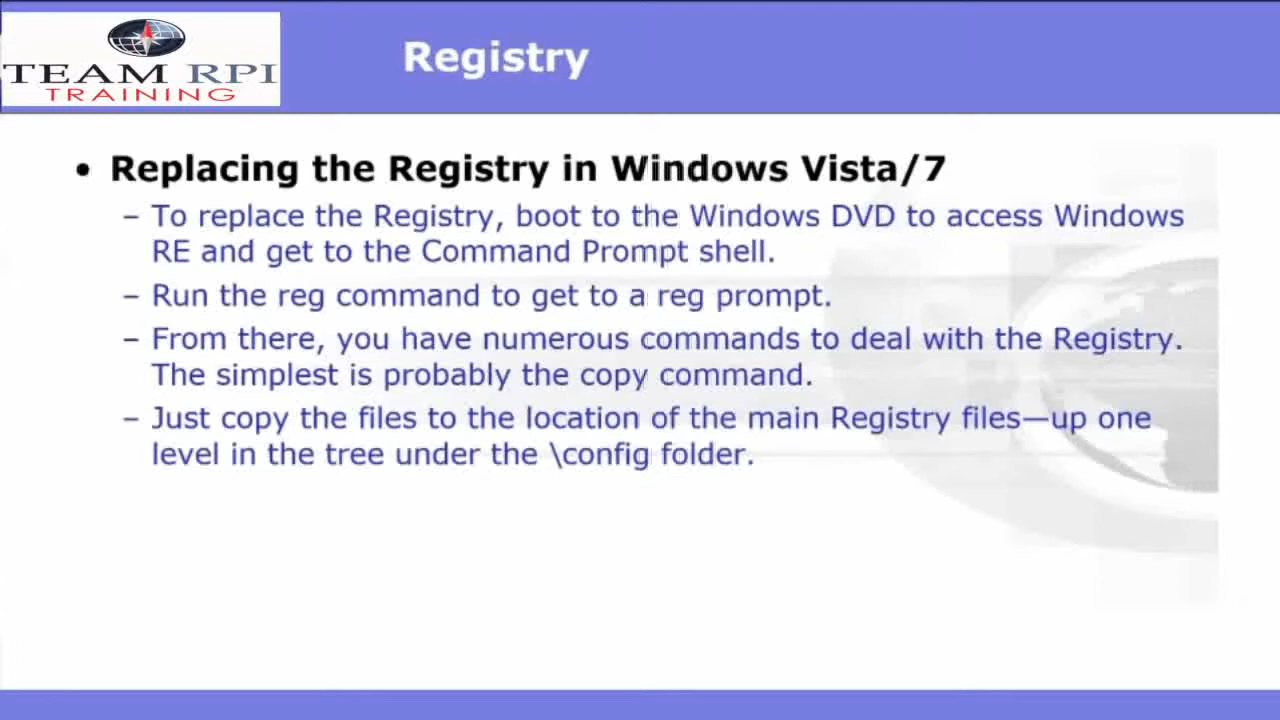 TEAM RPI
TRAINING
Registry
• Replacing the Registry in Windows Vista/7
– To replace the Registry, boot to the Windows DVD to access Windows
RE and get to the Command Prompt shell.
– Run the reg command to get to a reg prompt.
– From there, you have numerous commands to deal with the Registry.
The simplest is probably the copy command.
– Just copy the files to the location of the main Registry files—up one
level in the tree under the \config folder.